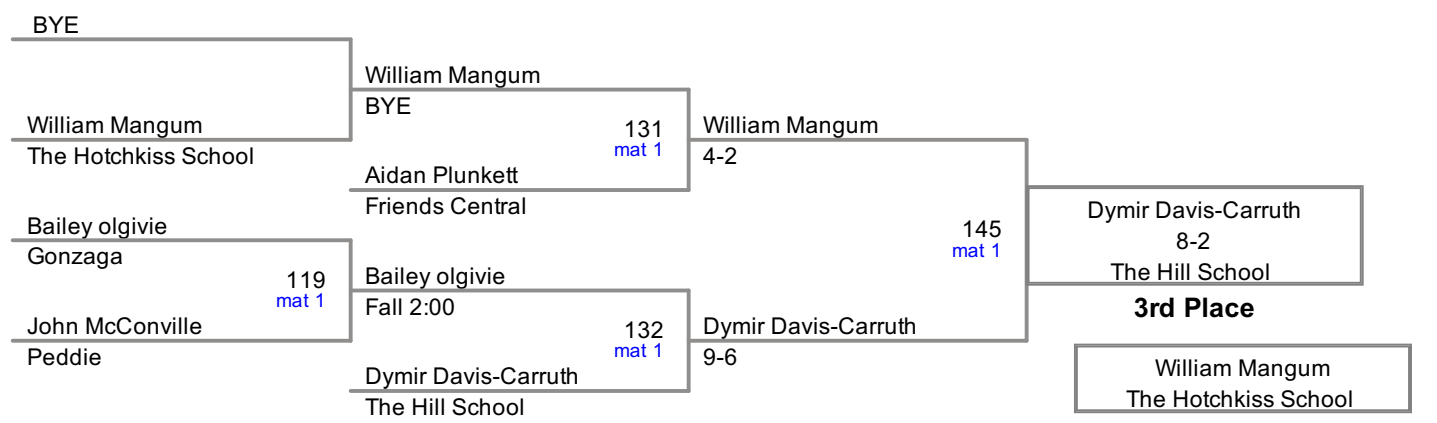 BYE
William Mangum
The Hotchkiss School
Bailey olgivie
Gonzaga
119
mat 1
John McConville
Peddie
William Mangum
BYE
131
mat 1
Aidan Plunkett
Friends Central
Bailey olgivie
Fall 2:00
132
mat 1
Dymir Davis-Carruth
The Hill School
William Mangum
4-2
145
mat 1
Dymir Davis-Carruth
9-6
Dymir Davis-Carruth
8-2
The Hill School
3rd Place
William Mangum
The Hotchkiss School